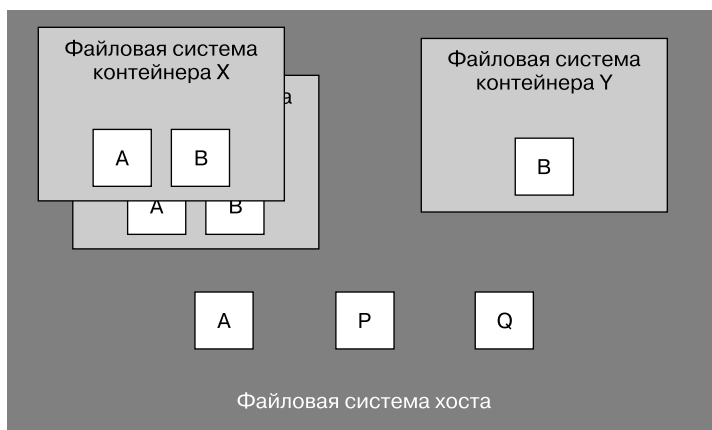 Файловая система
контейнера X
Файловая система
контейнера Y
A B
B
A B
A P Q
Файловая система хоста